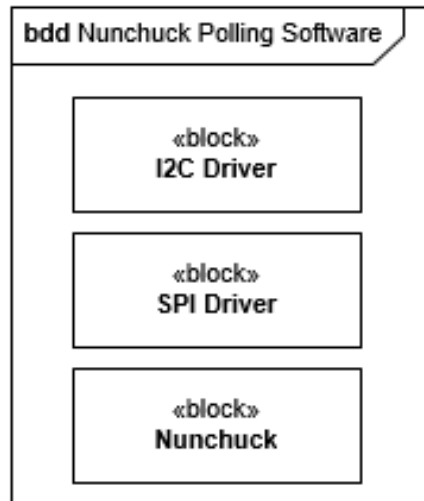 bdd Nunchuck Polling Software
«block»
I2C Driver
«block»
SPI Driver
«block»
Nunchuck